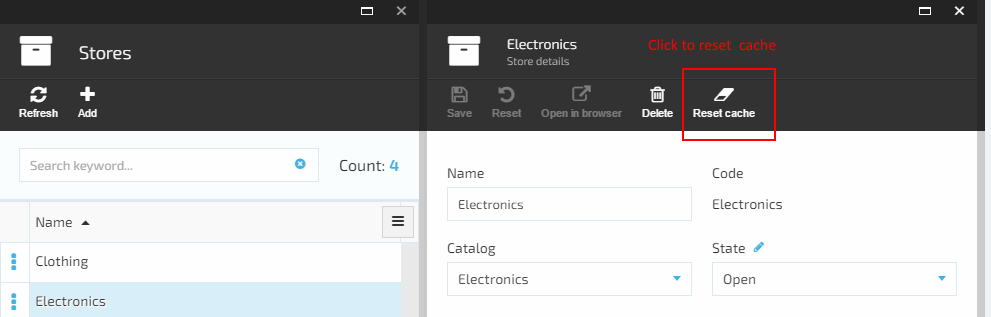 Stores
Refresh Add
Search keyword...
Count: 4
Name
Clothing
Electronics
Electronics
Store details
Click to reset cache
Save Reset Open in browser Delete Reset cache
Name
Electronics
Code
Electronics
Catalog
Electronics
State
Open